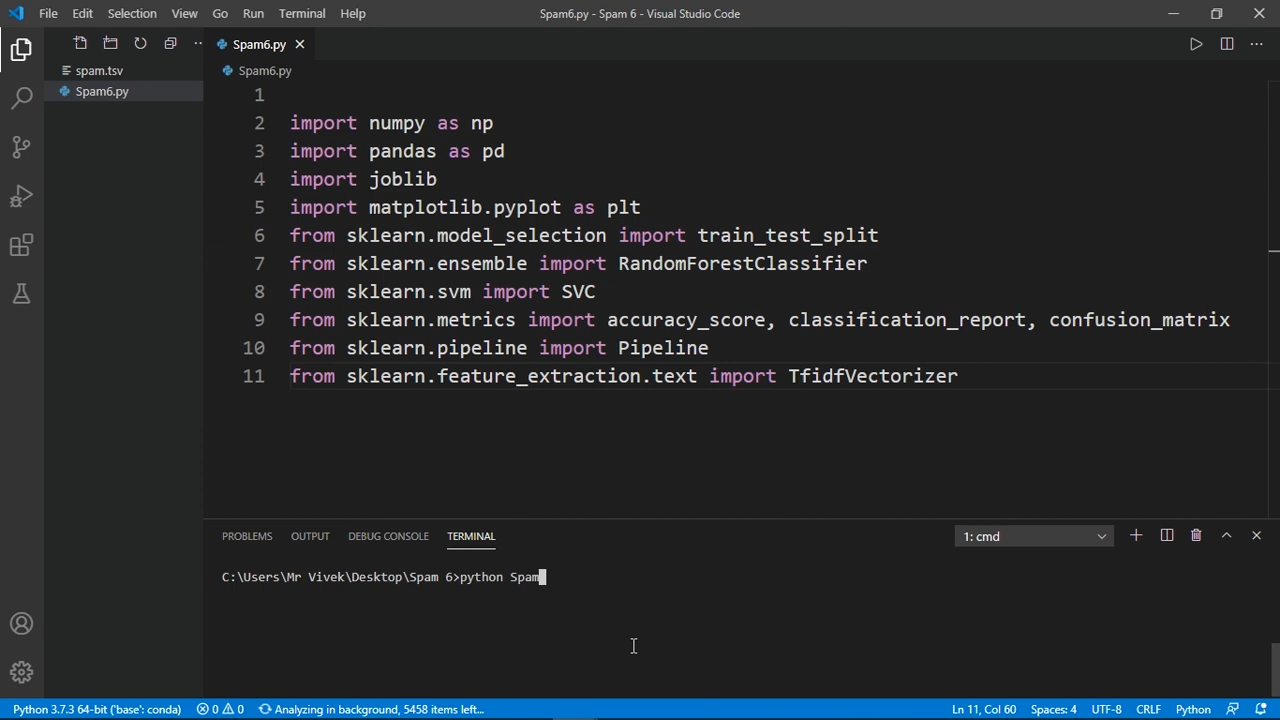 File Edit Selection View Go Run Terminal Help Spam6.py - Spam 6 - Visual Studio Code
spam.tsv
Spam6.py
Spam6.py
Spam6.py
1
2 import numpy as np
3 import pandas as pd
4 import joblib
5 import matplotlib.pyplot as plt
6 from sklearn.model_selection import train_test_split
7 from sklearn.ensemble import RandomForestClassifier
8 from sklearn.svm import SVC
9 from sklearn.metrics import accuracy_score, classification_report, confusion_matrix
10 from sklearn.pipeline import Pipeline
11 from sklearn.feature_extraction.text import TfidfVectorizer
PROBLEMS OUTPUT DEBUG CONSOLE TERMINAL 1: cmd
C:\Users\Mr Vivek\Desktop\Spam 6>python Spam
Python 3.7.3 64-bit ('base': conda) 0 0 Analyzing in background, 5458 items left... Ln 11, Col 60 Spaces: 4 UTF-8 CRLF Python